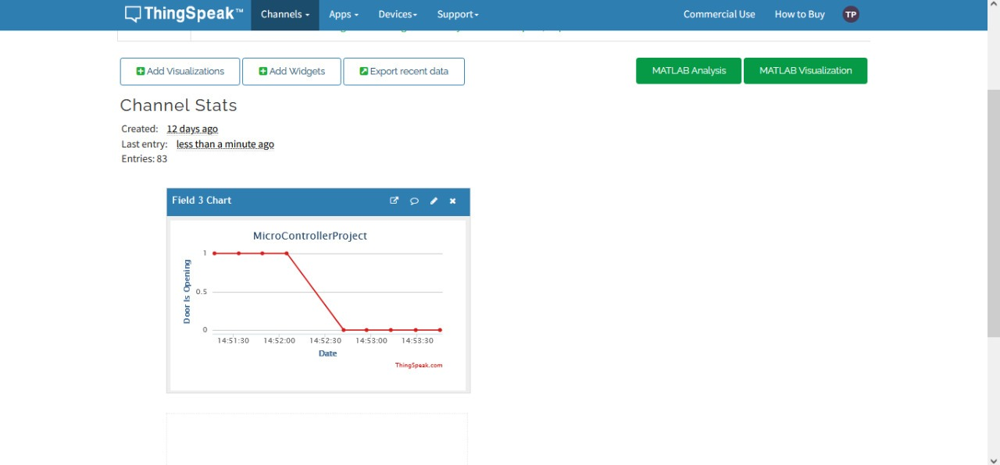 ThingSpeak™ Channels Apps Devices Support Commercial Use How to Buy TP
Add Visualizations Add Widgets Export recent data MATLAB Analysis MATLAB Visualization
Channel Stats
Created: 12 days ago
Last entry: less than a minute ago
Entries: 83
Field 3 Chart
MicroControllerProject
Door Is Opening
1
0.5
0
14:51:30 14:52:00 14:52:30 14:53:00 14:53:30
Date
ThingSpeak.com